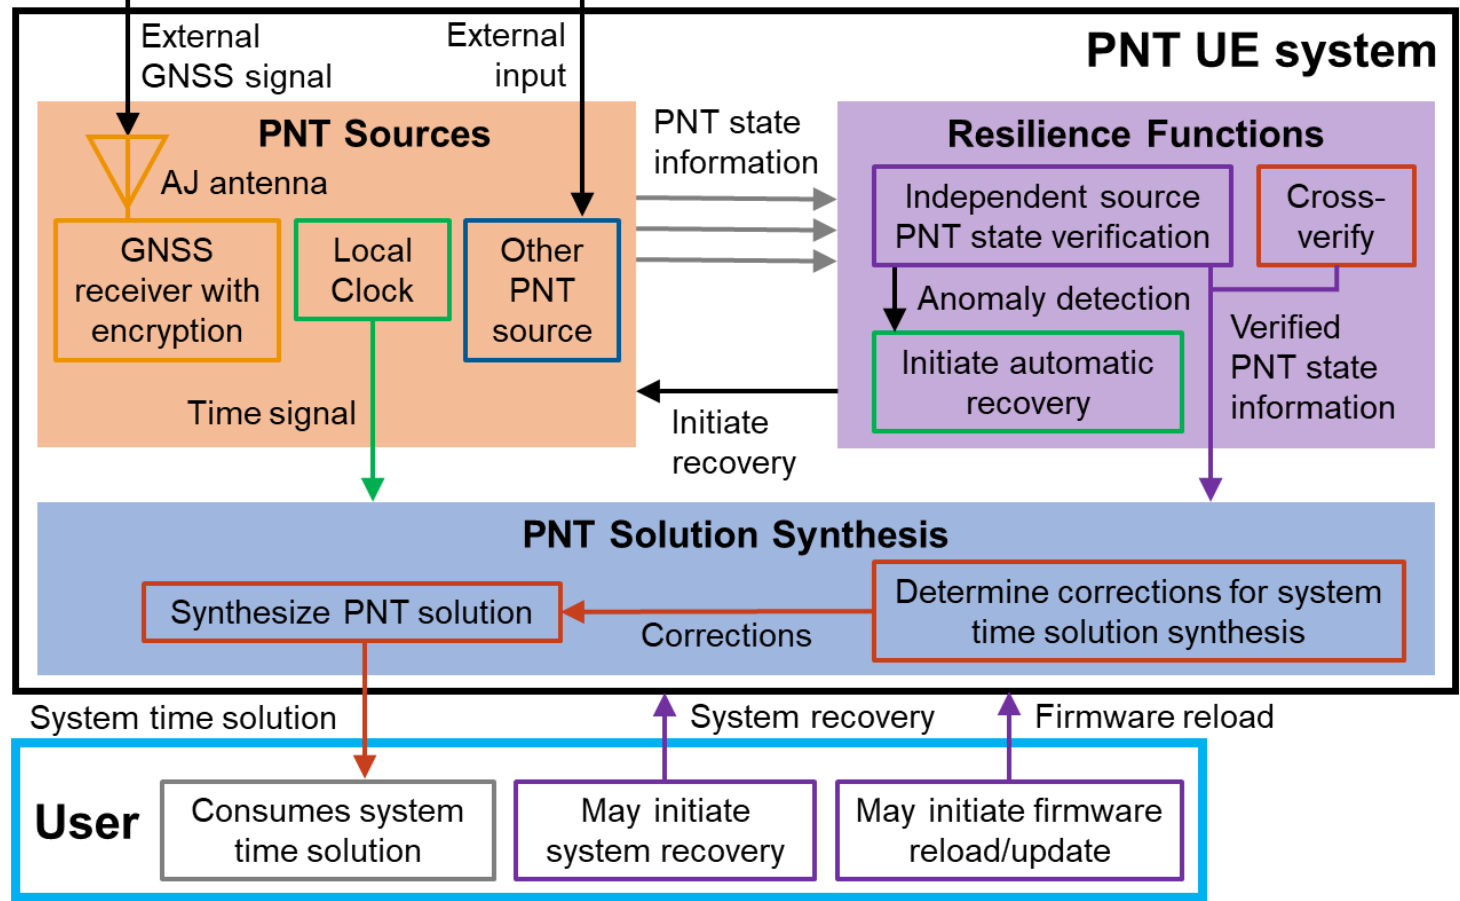 External
GNSS signal
External
input
PNT UE system
PNT Sources
AJ antenna
GNSS
receiver with
encryption
Local
Clock
Other
PNT
source
Time signal
PNT state
information
Initiate
recovery
Resilience Functions
Independent source
PNT state verification
Cross-
verify
Anomaly detection
Initiate automatic
recovery
Verified
PNT state
information
PNT Solution Synthesis
Synthesize PNT solution
Corrections
Determine corrections for system
time solution synthesis
System time solution
System recovery
Firmware reload
User
Consumes system
time solution
May initiate
system recovery
May initiate firmware
reload/update